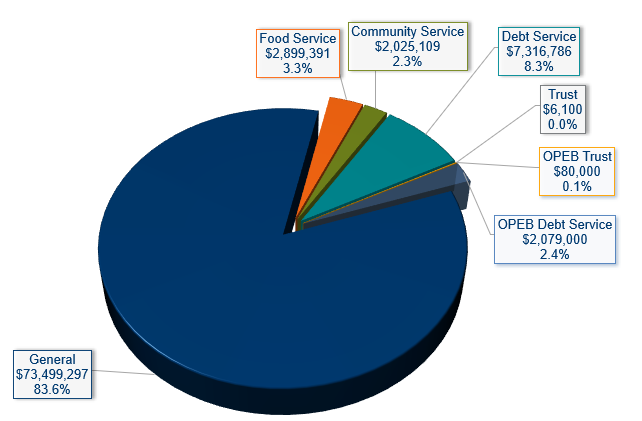 Food Service
$2,899,391
3.3%
Community Service
$2,025,109
2.3%
Debt Service
$7,316,786
8.3%
Trust
$6,100
0.0%
OPEB Trust
$80,000
0.1%
OPEB Debt Service
$2,079,000
2.4%
General
$73,499,297
83.6%